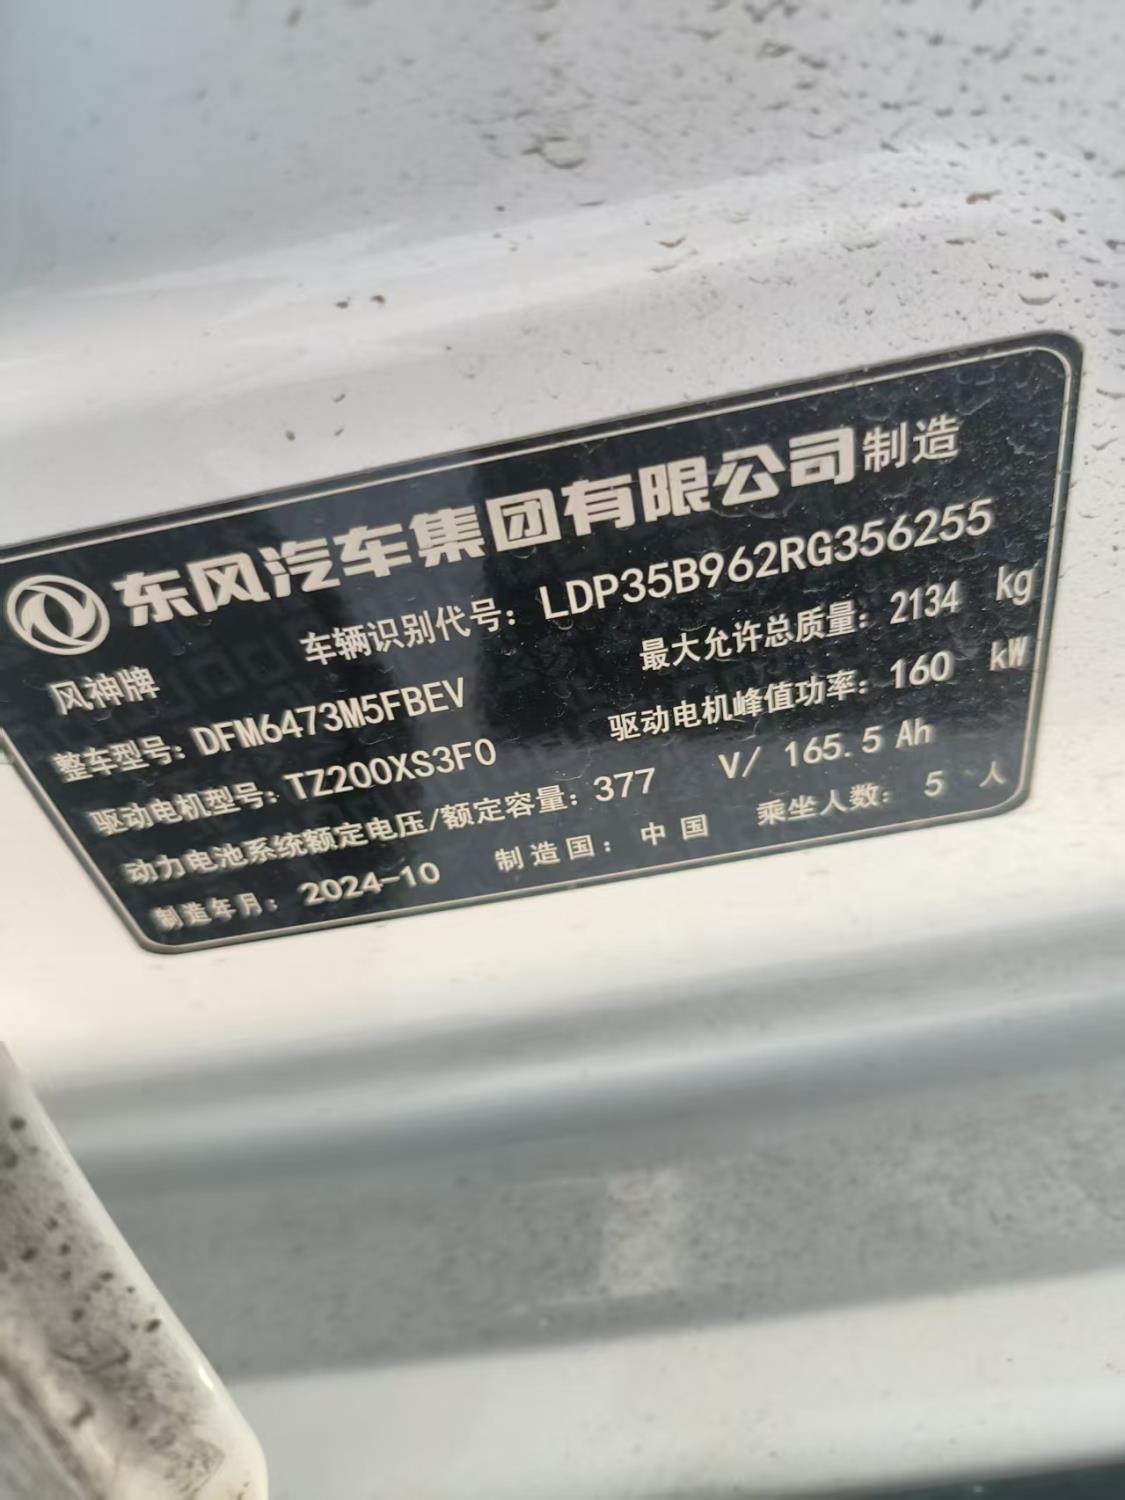 东风汽车集团有限公司制造
车辆识别代号：LDP35B962RG356255
风神牌
最大允许总质量：2134 kg
整车型号：DFM6473M5FBEV
驱动电机峰值功率：160 kW
驱动电机型号：TZ200XS3F0
动力电池系统额定电压/额定容量：377 V/ 165.5 Ah
制造年月：2024-10 制造国：中国 乘坐人数：5 人